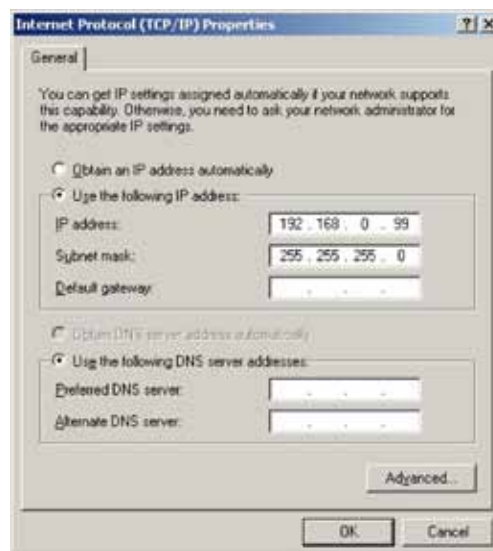 Internet Protocol (TCP/IP) Properties
General
You can get IP settings assigned automatically if your network supports
this capability. Otherwise, you need to ask your network administrator for
the appropriate IP settings.
Obtain an IP address automatically
Use the following IP address:
IP address: 192 . 168 . 0 . 99
Subnet mask: 255 . 255 . 255 . 0
Default gateway: . . .
Obtain DNS server address automatically
Use the following DNS server addresses:
Preferred DNS server: . . .
Alternate DNS server: . . .
Advanced...
OK Cancel